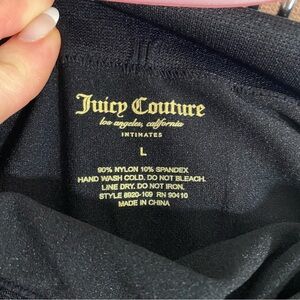 Juicy Couture
los angeles, california
INTIMATES
L
90% NYLON 10% SPANDEX
HAND WASH COLD. DO NOT BLEACH.
LINE DRY. DO NOT IRON.
STYLE 8920-109 RN 90410
MADE IN CHINA